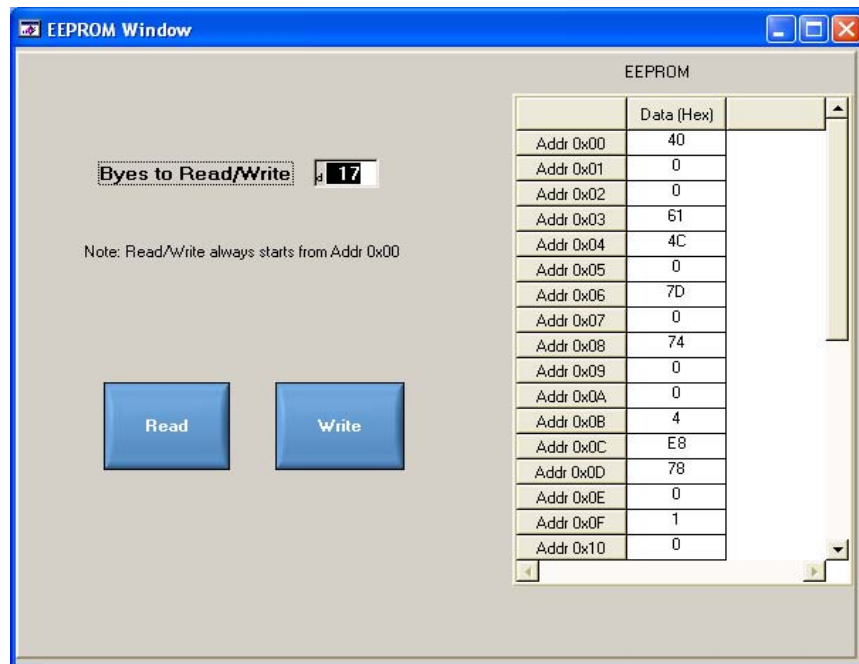 EEPROM Window
EEPROM
Data (Hex)
Byes to Read/Write d 17
Note: Read/Write always starts from Addr 0x00
Read
Write
Addr 0x00 40
Addr 0x01 0
Addr 0x02 0
Addr 0x03 61
Addr 0x04 4C
Addr 0x05 0
Addr 0x06 7D
Addr 0x07 0
Addr 0x08 74
Addr 0x09 0
Addr 0x0A 0
Addr 0x0B 4
Addr 0x0C E8
Addr 0x0D 78
Addr 0x0E 0
Addr 0x0F 1
Addr 0x10 0